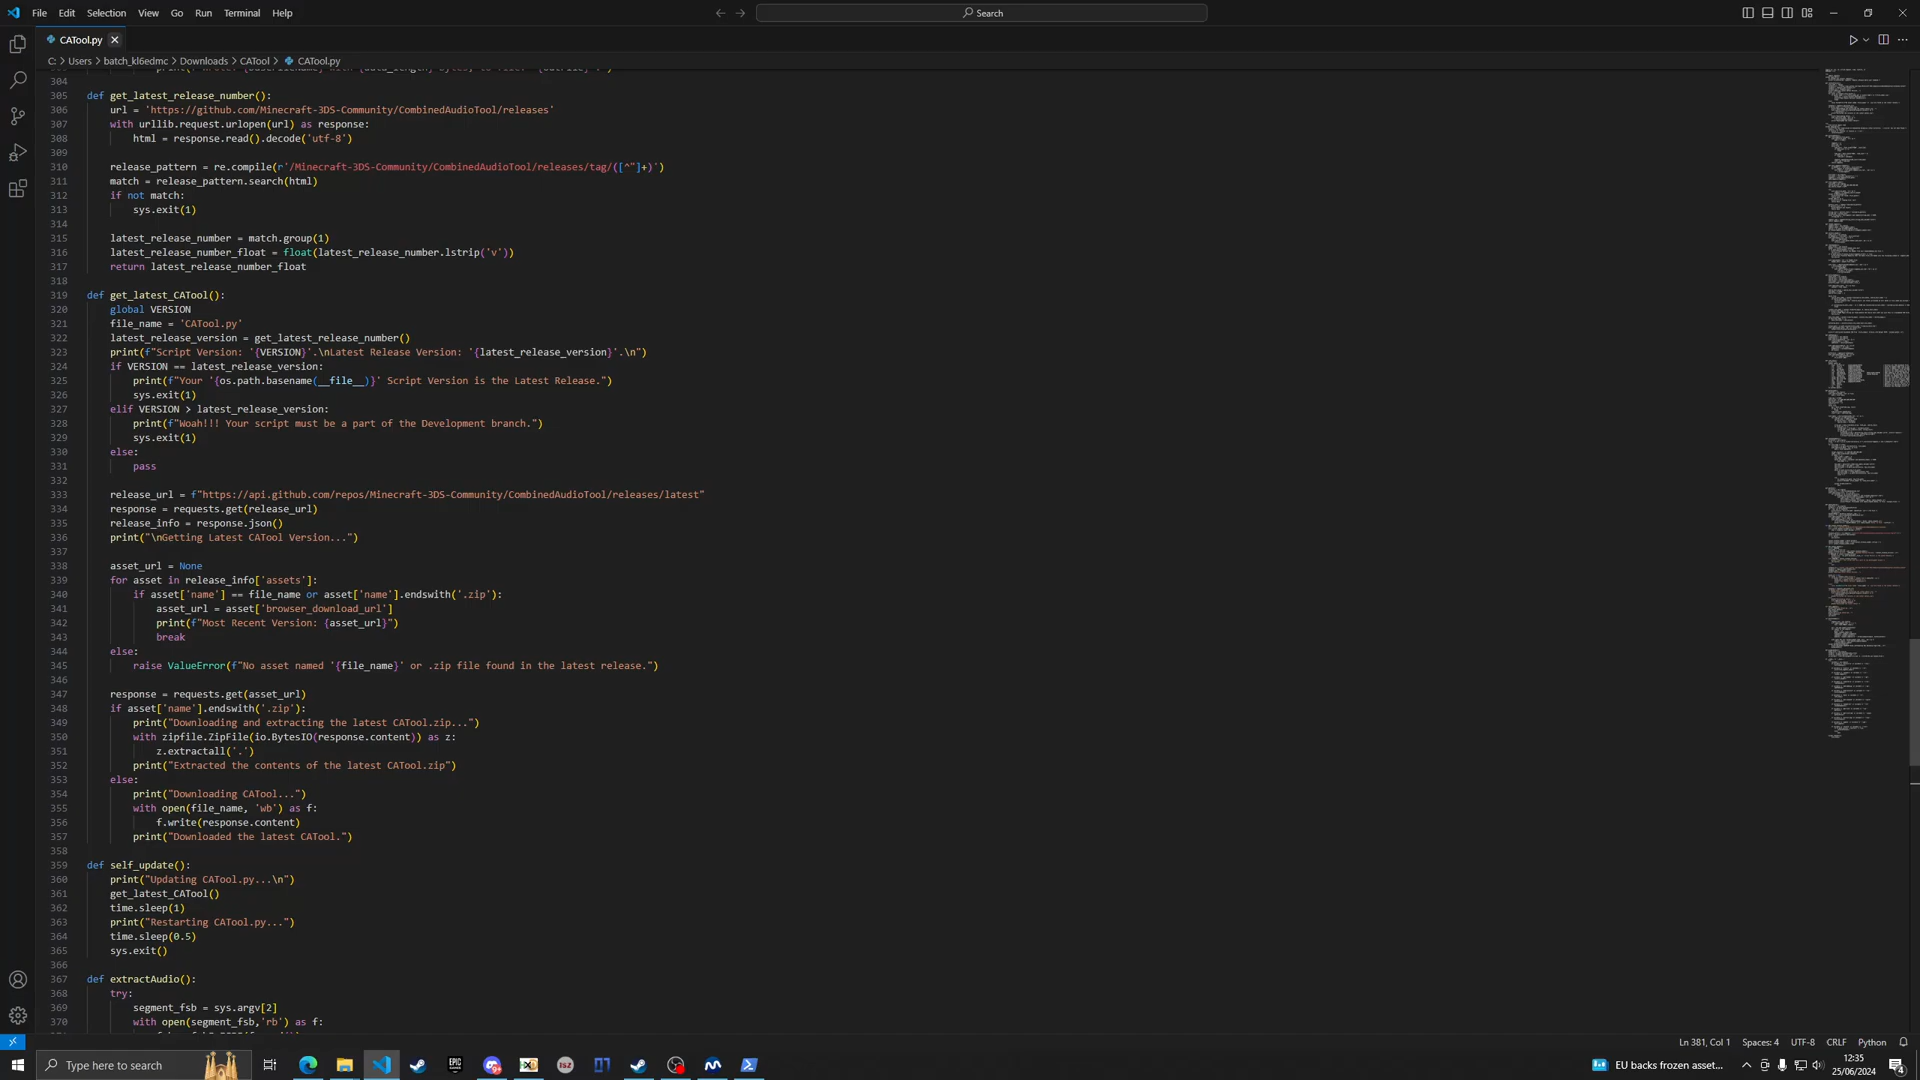 File Edit Selection View Go Run Terminal Help
Search
CATool.py
C: > Users > batch_kl6edmc > Downloads > CATool > CATool.py
304
305 def get_latest_release_number():
306 url = 'https://github.com/Minecraft-3DS-Community/CombinedAudioTool/releases'
307 with urllib.request.urlopen(url) as response:
308 html = response.read().decode('utf-8')
309
310 release_pattern = re.compile(r'/Minecraft-3DS-Community/CombinedAudioTool/releases/tag/([^"]+)')
311 match = release_pattern.search(html)
312 if not match:
313 sys.exit(1)
314
315 latest_release_number = match.group(1)
316 latest_release_number_float = float(latest_release_number.lstrip('v'))
317 return latest_release_number_float
318
319 def get_latest_CATool():
320 global VERSION
321 file_name = 'CATool.py'
322 latest_release_version = get_latest_release_number()
323 print(f"Script Version: '{VERSION}'.\nLatest Release Version: '{latest_release_version}'.\n")
324 if VERSION == latest_release_version:
325 print(f"Your '{os.path.basename(__file__)}' Script Version is the Latest Release.")
326 sys.exit(1)
327 elif VERSION > latest_release_version:
328 print(f"Woah!!! Your script must be a part of the Development branch.")
329 sys.exit(1)
330 else:
331 pass
332
333 release_url = f"https://api.github.com/repos/Minecraft-3DS-Community/CombinedAudioTool/releases/latest"
334 response = requests.get(release_url)
335 release_info = response.json()
336 print("\nGetting Latest CATool Version...")
337
338 asset_url = None
339 for asset in release_info['assets']:
340 if asset['name'] == file_name or asset['name'].endswith('.zip'):
341 asset_url = asset['browser_download_url']
342 print(f"Most Recent Version: {asset_url}")
343 break
344 else:
345 raise ValueError(f"No asset named '{file_name}' or .zip file found in the latest release.")
346
347 response = requests.get(asset_url)
348 if asset['name'].endswith('.zip'):
349 print("Downloading and extracting the latest CATool.zip...")
350 with zipfile.ZipFile(io.BytesIO(response.content)) as z:
351 z.extractall('.')
352 print("Extracted the contents of the latest CATool.zip")
353 else:
354 print("Downloading CATool...")
355 with open(file_name, 'wb') as f:
356 f.write(response.content)
357 print("Downloaded the latest CATool.")
358
359 def self_update():
360 print("Updating CATool.py...\n")
361 get_latest_CATool()
362 time.sleep(1)
363 print("Restarting CATool.py...")
364 time.sleep(0.5)
365 sys.exit()
366
367 def extractAudio():
368 try:
369 segment_fsb = sys.argv[2]
370 with open(segment_fsb,'rb') as f:
Ln 381, Col 1 Spaces: 4 UTF-8 CRLF Python
Type here to search
EPIC GAMES
EU backs frozen asset...
12:35
25/06/2024
4